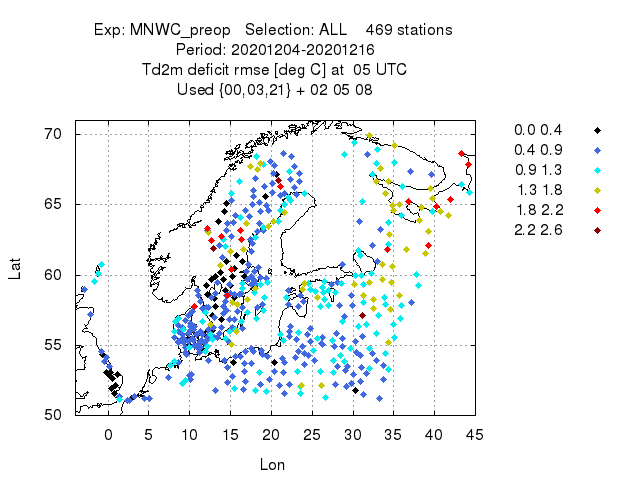 Exp: MNWC_preop   Selection: ALL    469 stations
Period: 20201204-20201216
Td2m deficit rmse [deg C] at  05 UTC
Used {00,03,21} + 02 05 08
0.0 0.4
0.4 0.9
0.9 1.3
1.3 1.8
1.8 2.2
2.2 2.6
70
65
60
55
50
Lat
0 5 10 15 20 25 30 35 40 45
Lon